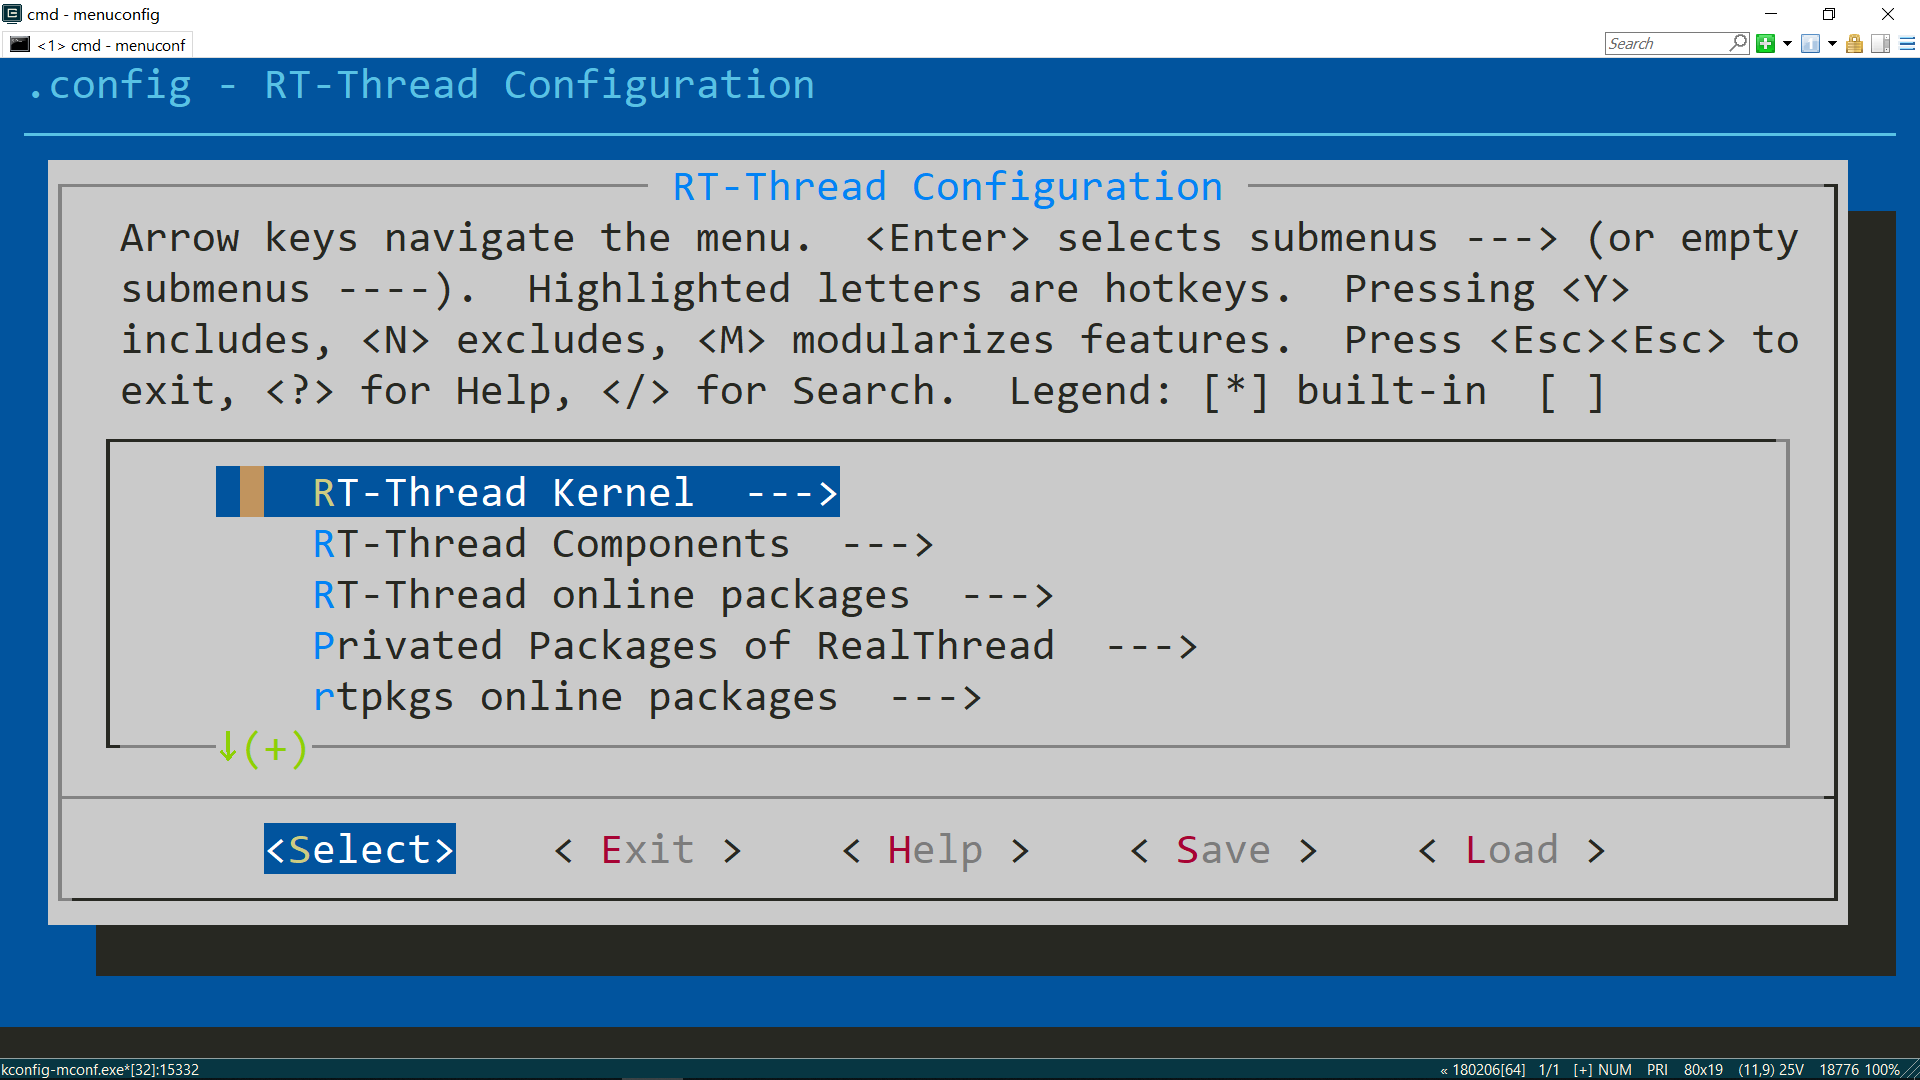 cmd - menuconfig
<1> cmd - menuconf
Search
.config - RT-Thread Configuration
RT-Thread Configuration
Arrow keys navigate the menu.  <Enter> selects submenus ---> (or empty
submenus ----).  Highlighted letters are hotkeys.  Pressing <Y>
includes, <N> excludes, <M> modularizes features.  Press <Esc><Esc> to
exit, <?> for Help, </> for Search.  Legend: [*] built-in  [ ]
RT-Thread Kernel  --->
RT-Thread Components  --->
RT-Thread online packages  --->
Privated Packages of RealThread  --->
rtpkgs online packages  --->
↓(+)
<Select>    < Exit >    < Help >    < Save >    < Load >
kconfig-mconf.exe*[32]:15332
« 180206[64] 1/1 [+] NUM PRI 80x19 (11,9) 25V 18776 100%